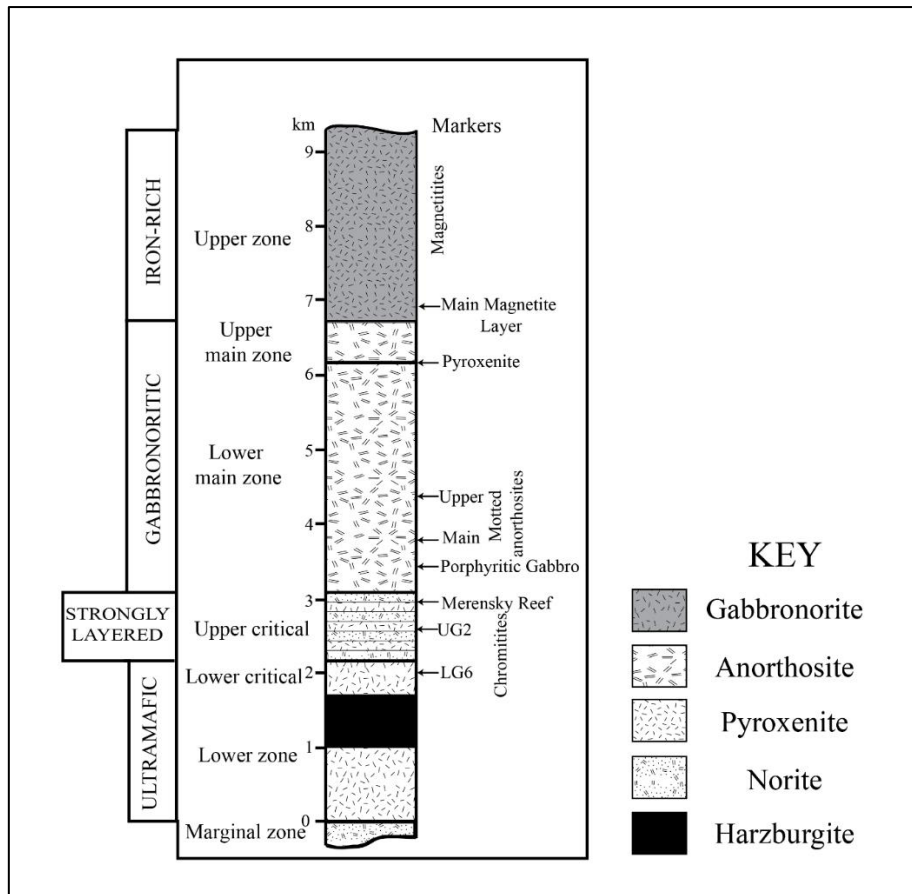 km
Markers
9
8
7
6
5
4
3
2
1
0
IRON-RICH
GABBRONORITIC
STRONGLY
LAYERED
ULTRAMAFIC
Upper zone
Upper
main zone
Lower
main zone
Upper critical
Lower critical
Lower zone
Marginal zone
Magnetitites
Main Magnetite
Layer
Pyroxenite
Upper
Main
Motted
anorthosites
Porphyritic Gabbro
Merensky Reef
UG2
LG6
Chromitites
KEY
Gabbronorite
Anorthosite
Pyroxenite
Norite
Harzburgite